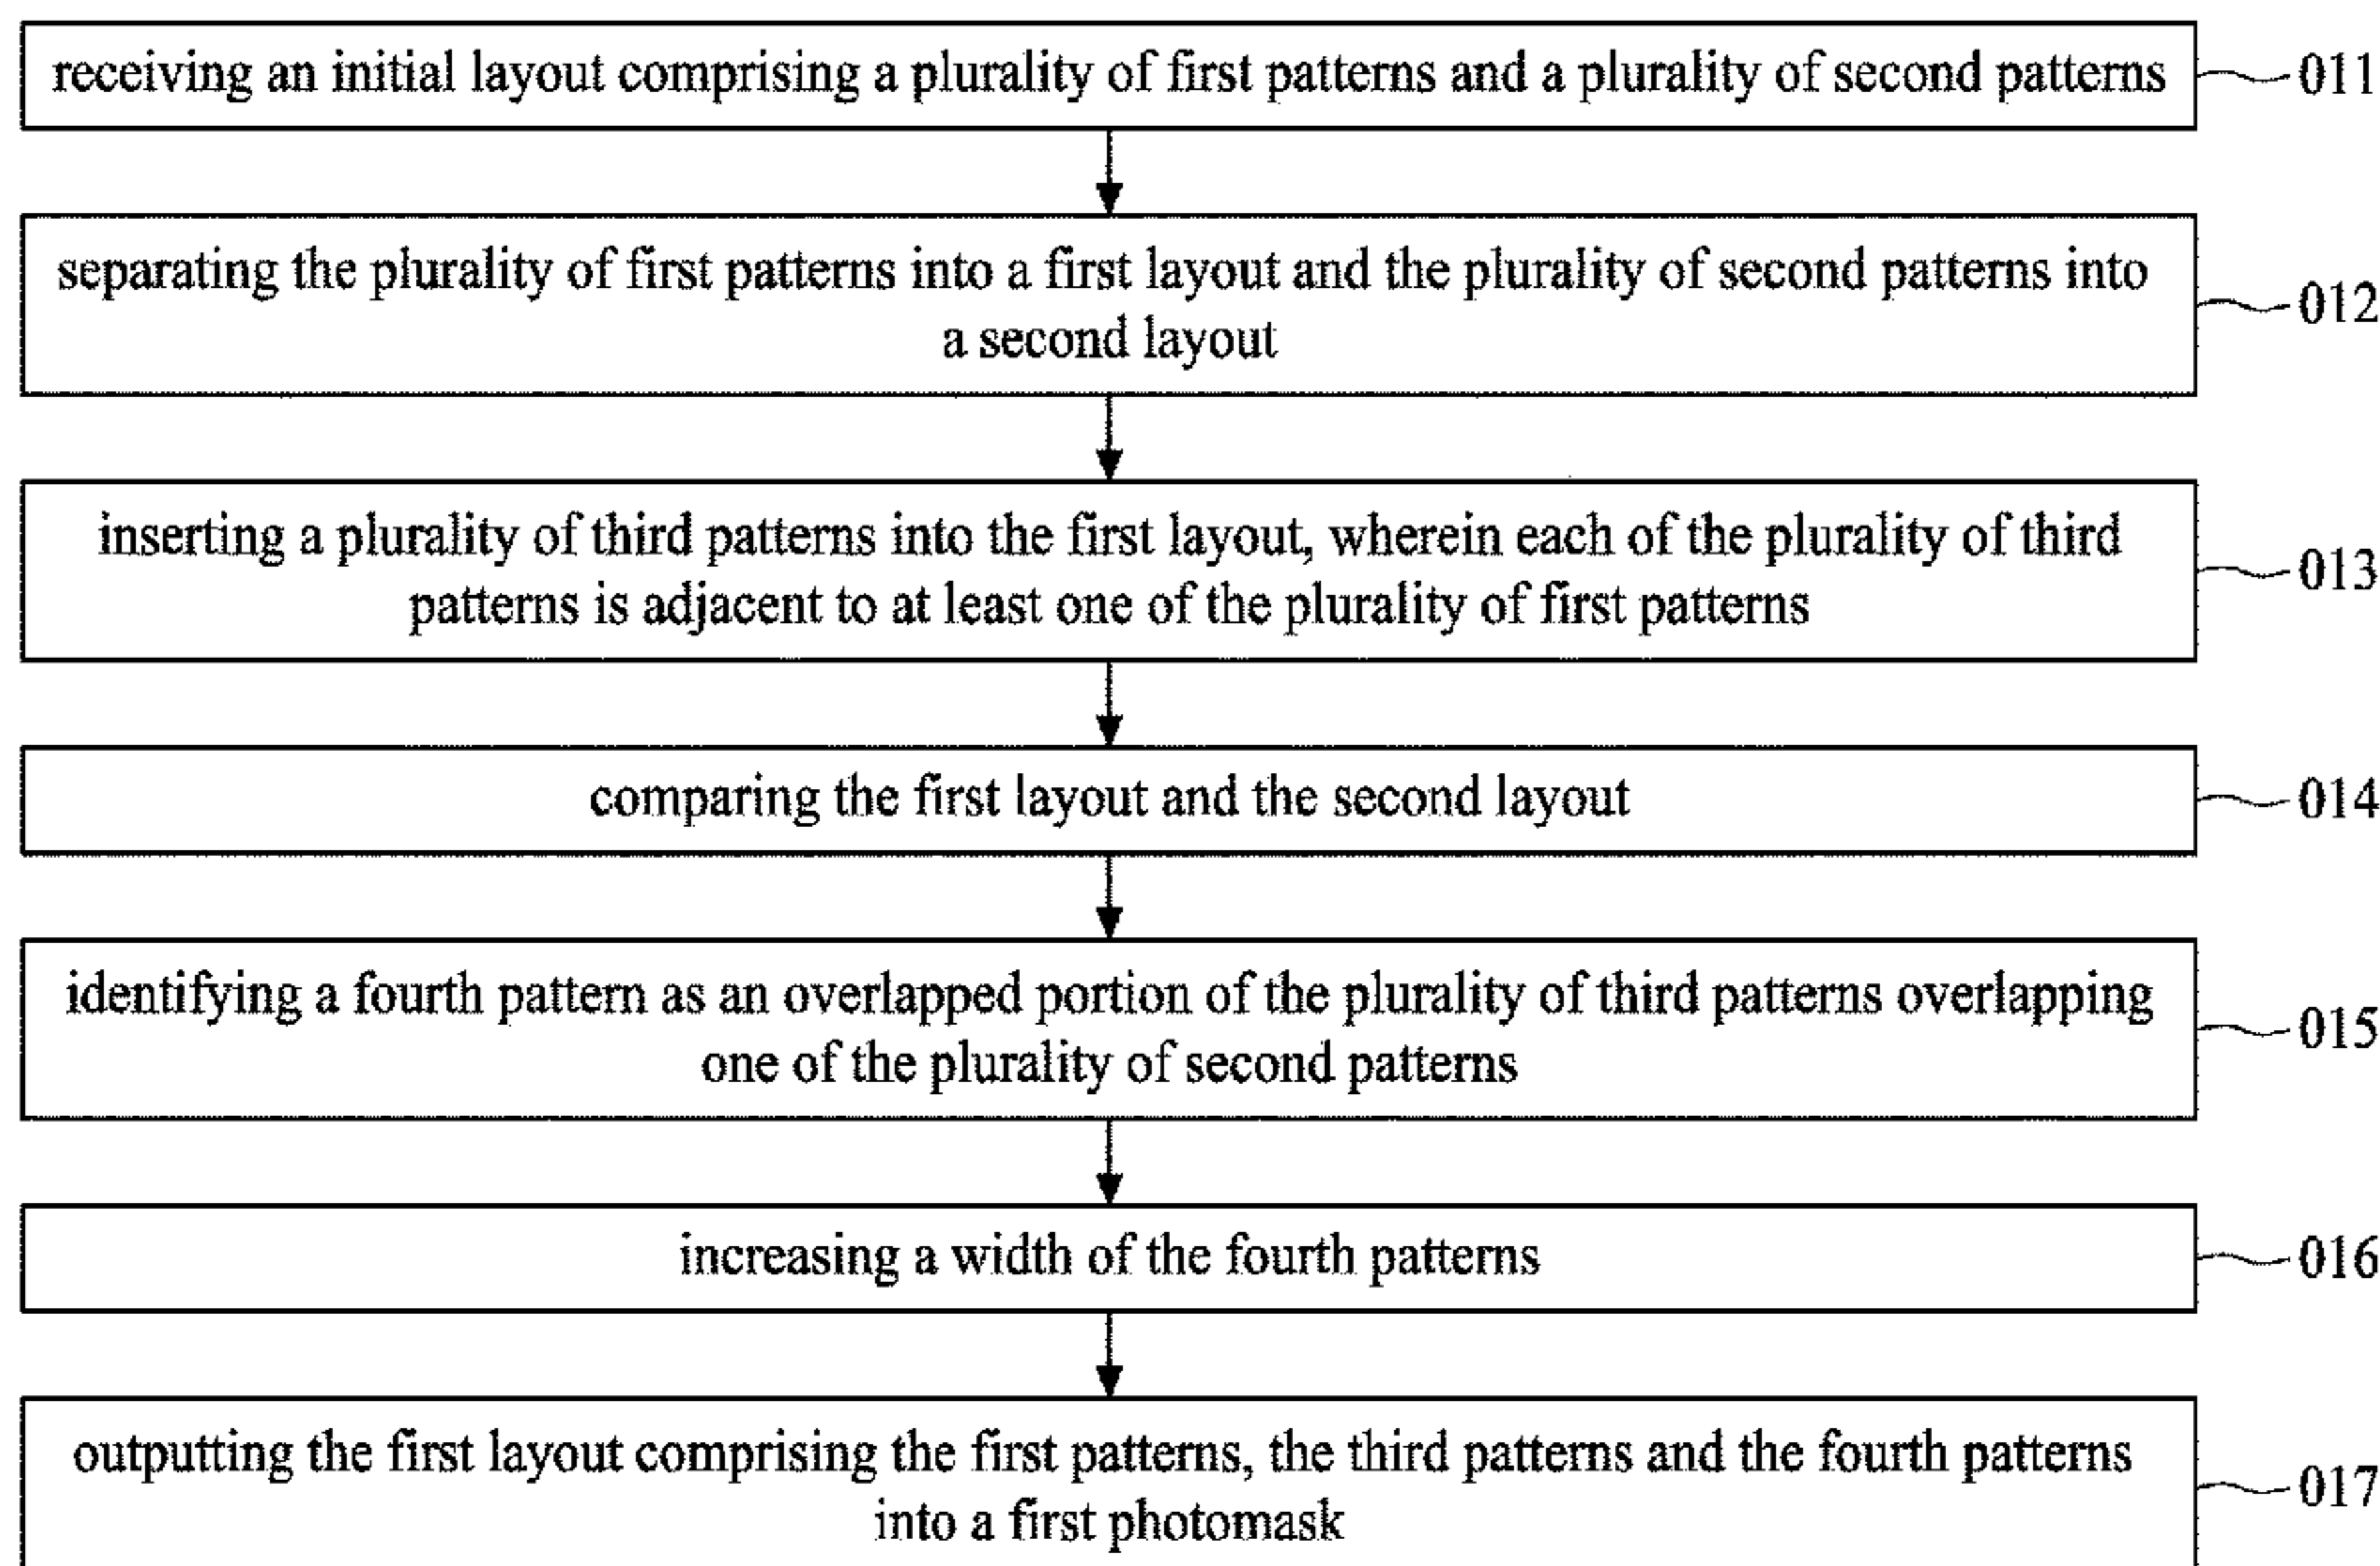 receiving an initial layout comprising a plurality of first patterns and a plurality of second patterns
011
separating the plurality of first patterns into a first layout and the plurality of second patterns into
a second layout
012
inserting a plurality of third patterns into the first layout, wherein each of the plurality of third
patterns is adjacent to at least one of the plurality of first patterns
013
comparing the first layout and the second layout
014
identifying a fourth pattern as an overlapped portion of the plurality of third patterns overlapping
one of the plurality of second patterns
015
increasing a width of the fourth patterns
016
outputting the first layout comprising the first patterns, the third patterns and the fourth patterns
into a first photomask
017